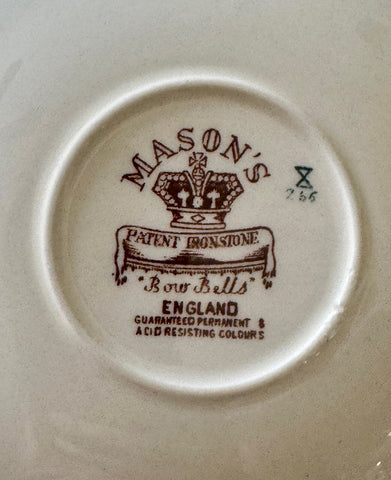 MASON'S
PATENT IRONSTONE
"Bow Bells"
ENGLAND
GUARANTEED PERMANENT &
ACID RESISTING COLOURS